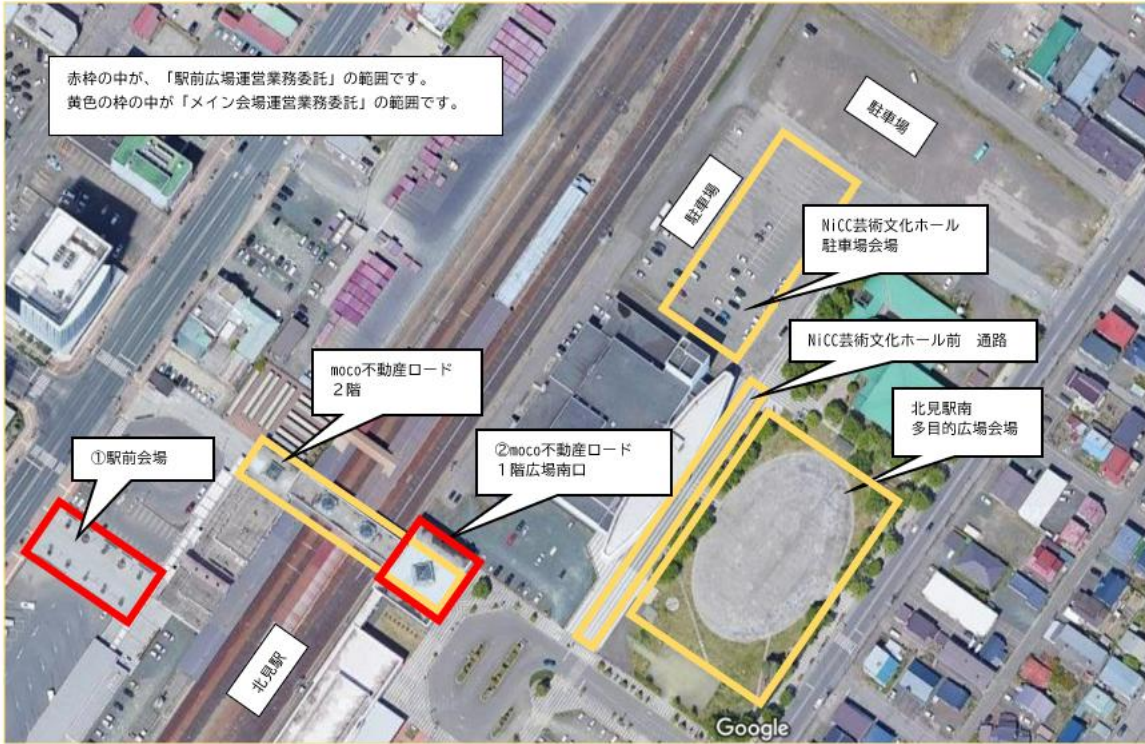 赤枠の中が、「駅前広場運営業務委託」の範囲です。
黄色の枠の中が「メイン会場運営業務委託」の範囲です。
駐車場
駐車場
NiCC芸術文化ホール
駐車場会場
NiCC芸術文化ホール前　通路
moco不動産ロード
２階
北見駅南
多目的広場会場
①駅前会場
②moco不動産ロード
１階広場南口
北見駅
Google